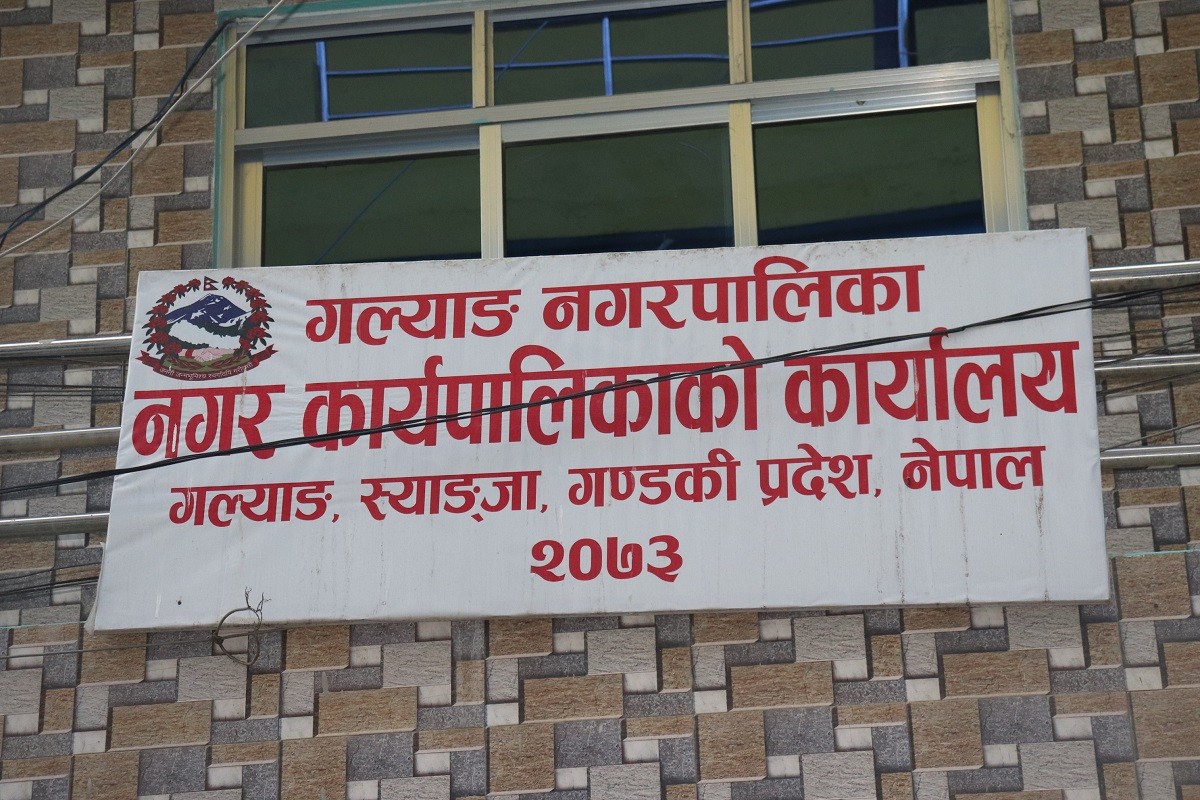 गल्याङ नगरपालिका
नगर कार्यपालिकाको कार्यालय
गल्याङ, स्याङ्जा, गण्डकी प्रदेश, नेपाल
२०७३